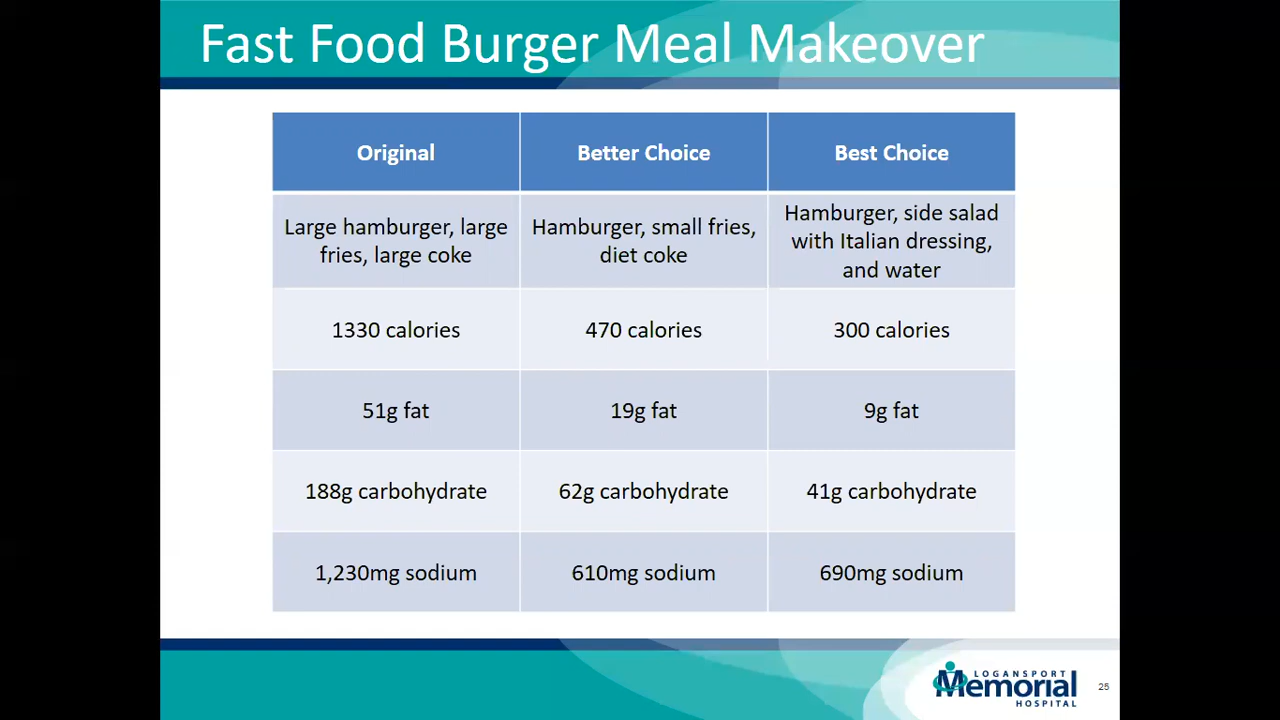 Fast Food Burger Meal Makeover
Original
Better Choice
Best Choice
Large hamburger, large
fries, large coke
Hamburger, small fries,
diet coke
Hamburger, side salad
with Italian dressing,
and water
1330 calories
470 calories
300 calories
51g fat
19g fat
9g fat
188g carbohydrate
62g carbohydrate
41g carbohydrate
1,230mg sodium
610mg sodium
690mg sodium
LOGANSPORT
Memorial
HOSPITAL
25